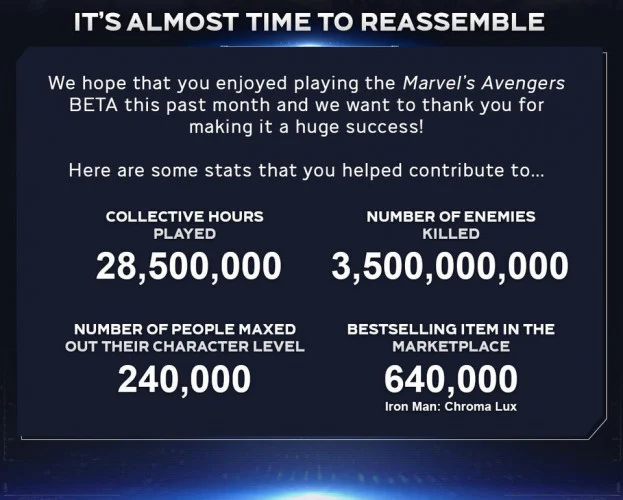 IT'S ALMOST TIME TO REASSEMBLE
We hope that you enjoyed playing the Marvel's Avengers
BETA this past month and we want to thank you for
making it a huge success!
Here are some stats that you helped contribute to...
COLLECTIVE HOURS
PLAYED
28,500,000
NUMBER OF ENEMIES
KILLED
3,500,000,000
NUMBER OF PEOPLE MAXED
OUT THEIR CHARACTER LEVEL
240,000
BESTSELLING ITEM IN THE
MARKETPLACE
640,000
Iron Man: Chroma Lux